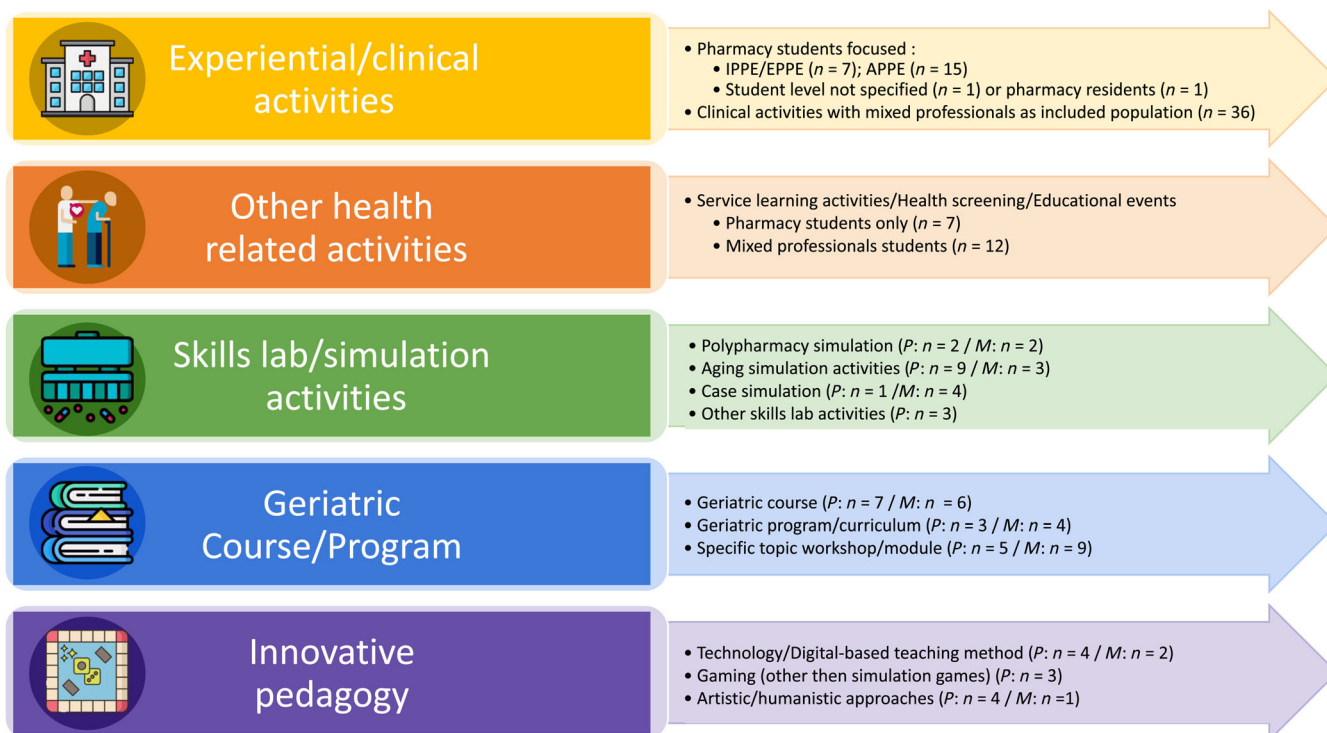 Experiential/clinical
activities
• Pharmacy students focused :
• IPPE/EPPE (n = 7); APPE (n = 15)
• Student level not specified (n = 1) or pharmacy residents (n = 1)
• Clinical activities with mixed professionals as included population (n = 36)
Other health
related activities
• Service learning activities/Health screening/Educational events
• Pharmacy students only (n = 7)
• Mixed professionals students (n = 12)
Skills lab/simulation
activities
• Polypharmacy simulation (P: n = 2 / M: n = 2)
• Aging simulation activities (P: n = 9 / M: n = 3)
• Case simulation (P: n = 1 /M: n = 4)
• Other skills lab activities (P: n = 3)
Geriatric
Course/Program
• Geriatric course (P: n = 7 / M: n = 6)
• Geriatric program/curriculum (P: n = 3 / M: n = 4)
• Specific topic workshop/module (P: n = 5 / M: n = 9)
Innovative
pedagogy
• Technology/Digital-based teaching method (P: n = 4 / M: n = 2)
• Gaming (other then simulation games) (P: n = 3)
• Artistic/humanistic approaches (P: n = 4 / M: n =1)